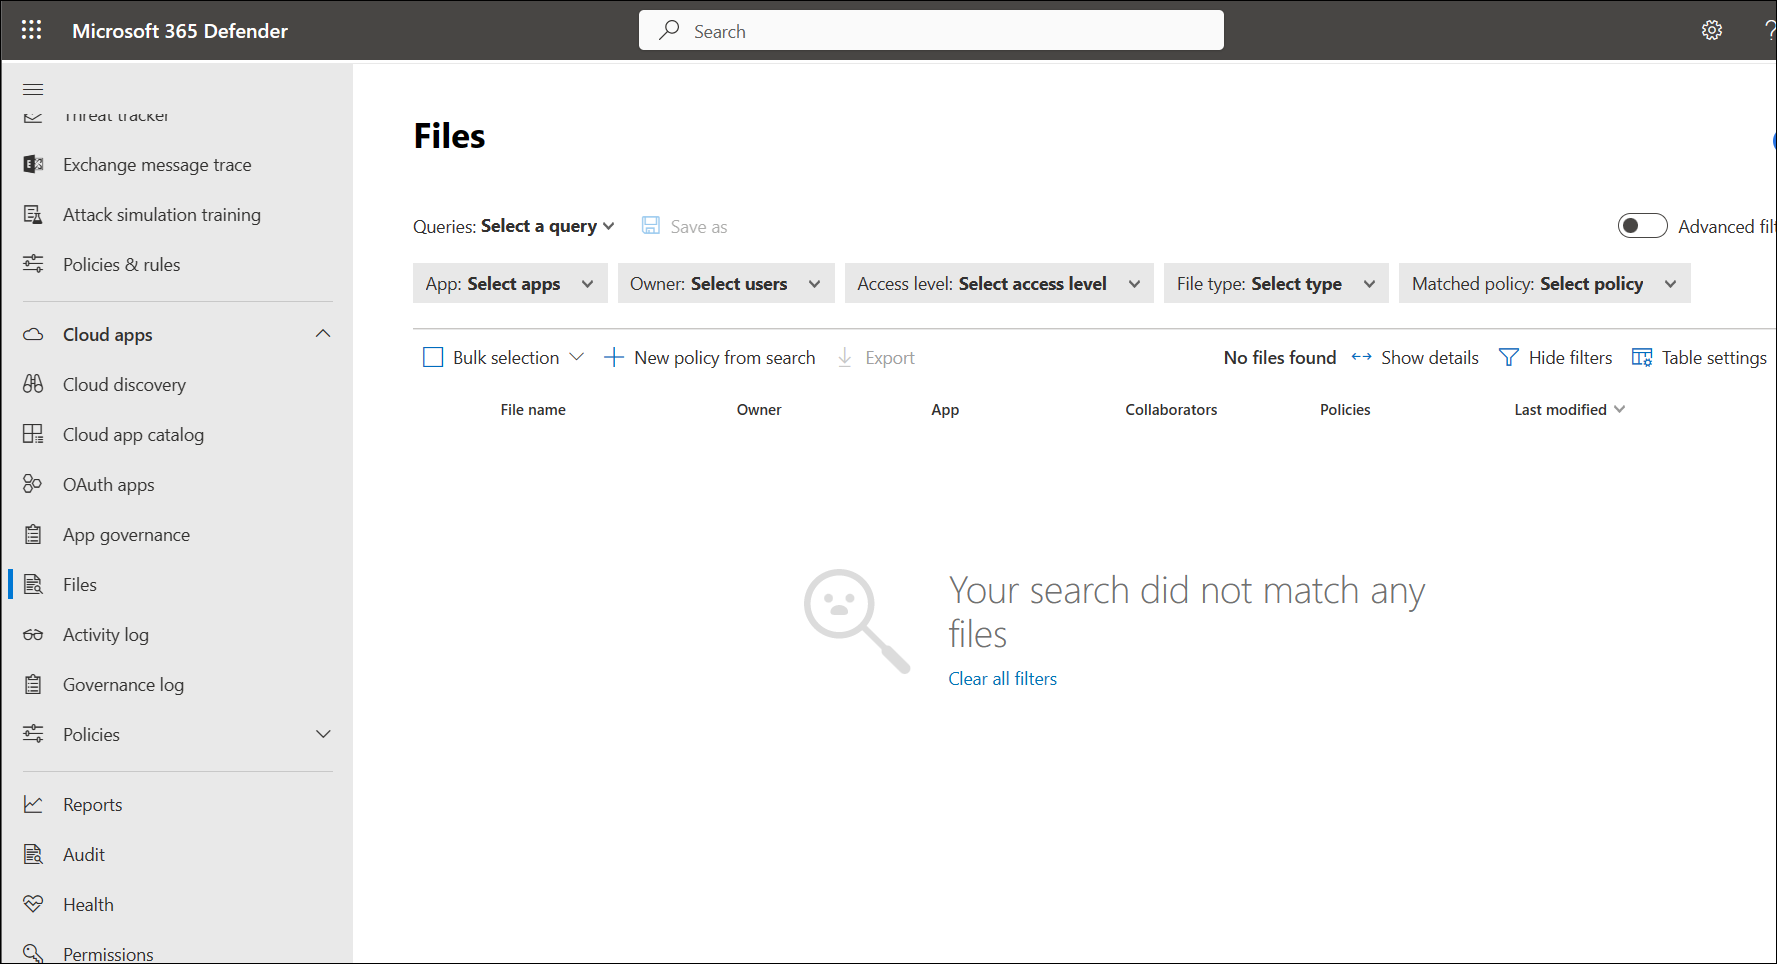 Microsoft 365 Defender
Search
?
Threat tracker
Exchange message trace
Attack simulation training
Policies & rules
Cloud apps
Cloud discovery
Cloud app catalog
OAuth apps
App governance
Files
Activity log
Governance log
Policies
Reports
Audit
Health
Permissions
Files
Queries: Select a query
Save as
Advanced filt
App: Select apps
Owner: Select users
Access level: Select access level
File type: Select type
Matched policy: Select policy
Bulk selection
New policy from search
Export
No files found
Show details
Hide filters
Table settings
File name
Owner
App
Collaborators
Policies
Last modified
Your search did not match any
files
Clear all filters